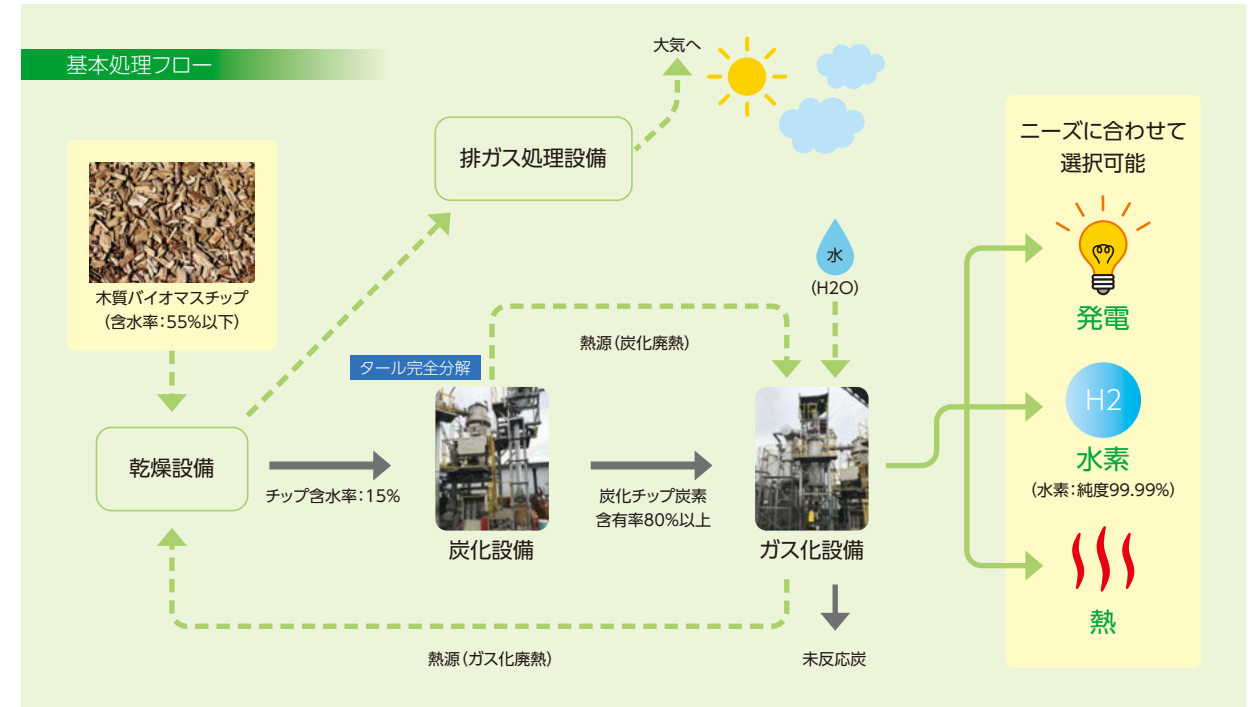 基本処理フロー
大気へ
排ガス処理設備
木質バイオマスチップ
(含水率:55%以下)
水
(H2O)
熱源(炭化廃熱)
タール完全分解
乾燥設備
チップ含水率:15%
炭化設備
炭化チップ炭素
含有率80%以上
ガス化設備
熱源(ガス化廃熱)
未反応炭
ニーズに合わせて
選択可能
発電
H2
水素
(水素:純度99.99%)
熱